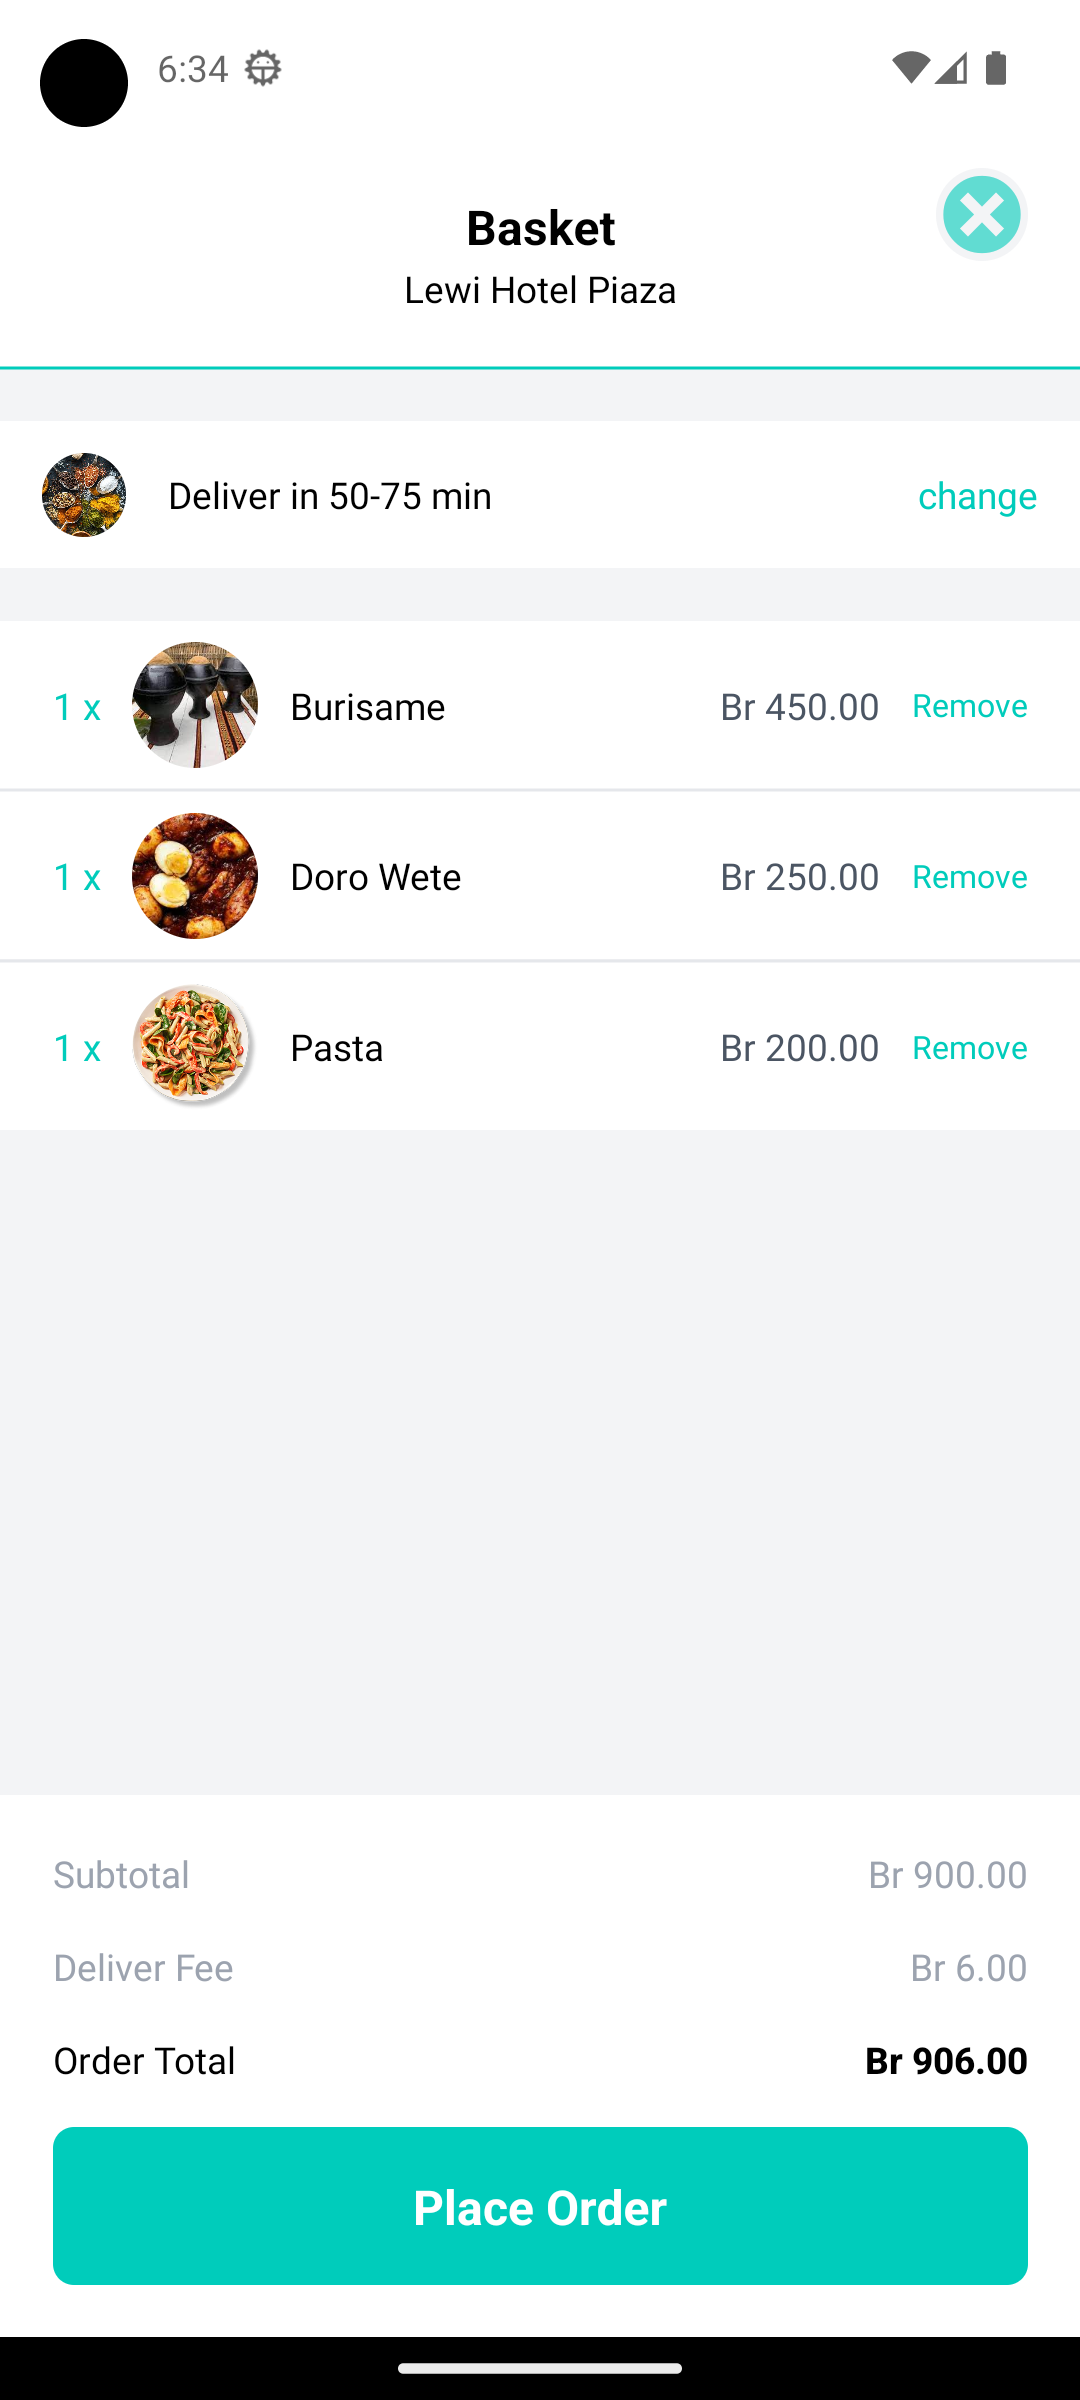 6:34
Basket
Lewi Hotel Piaza
Deliver in 50-75 min change
1 x Burisame Br 450.00 Remove
1 x Doro Wete Br 250.00 Remove
1 x Pasta Br 200.00 Remove
Subtotal Br 900.00
Deliver Fee Br 6.00
Order Total Br 906.00
Place Order